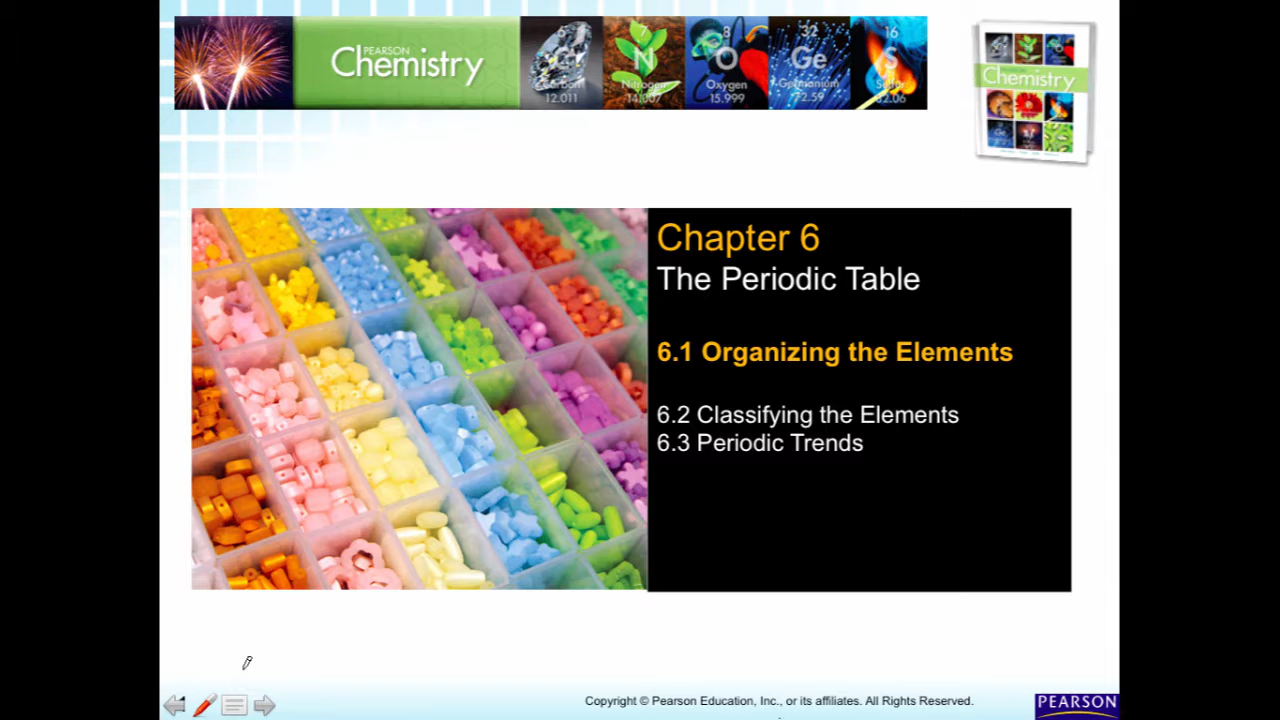 PEARSON
Chemistry
7 8 32 16
N O Ge S
Nitrogen Oxygen Germanium Sulfur
12.011 14.007 15.999 72.59 32.06
Chemistry
Chapter 6
The Periodic Table
6.1 Organizing the Elements
6.2 Classifying the Elements
6.3 Periodic Trends
Copyright © Pearson Education, Inc., or its affiliates. All Rights Reserved.
PEARSON